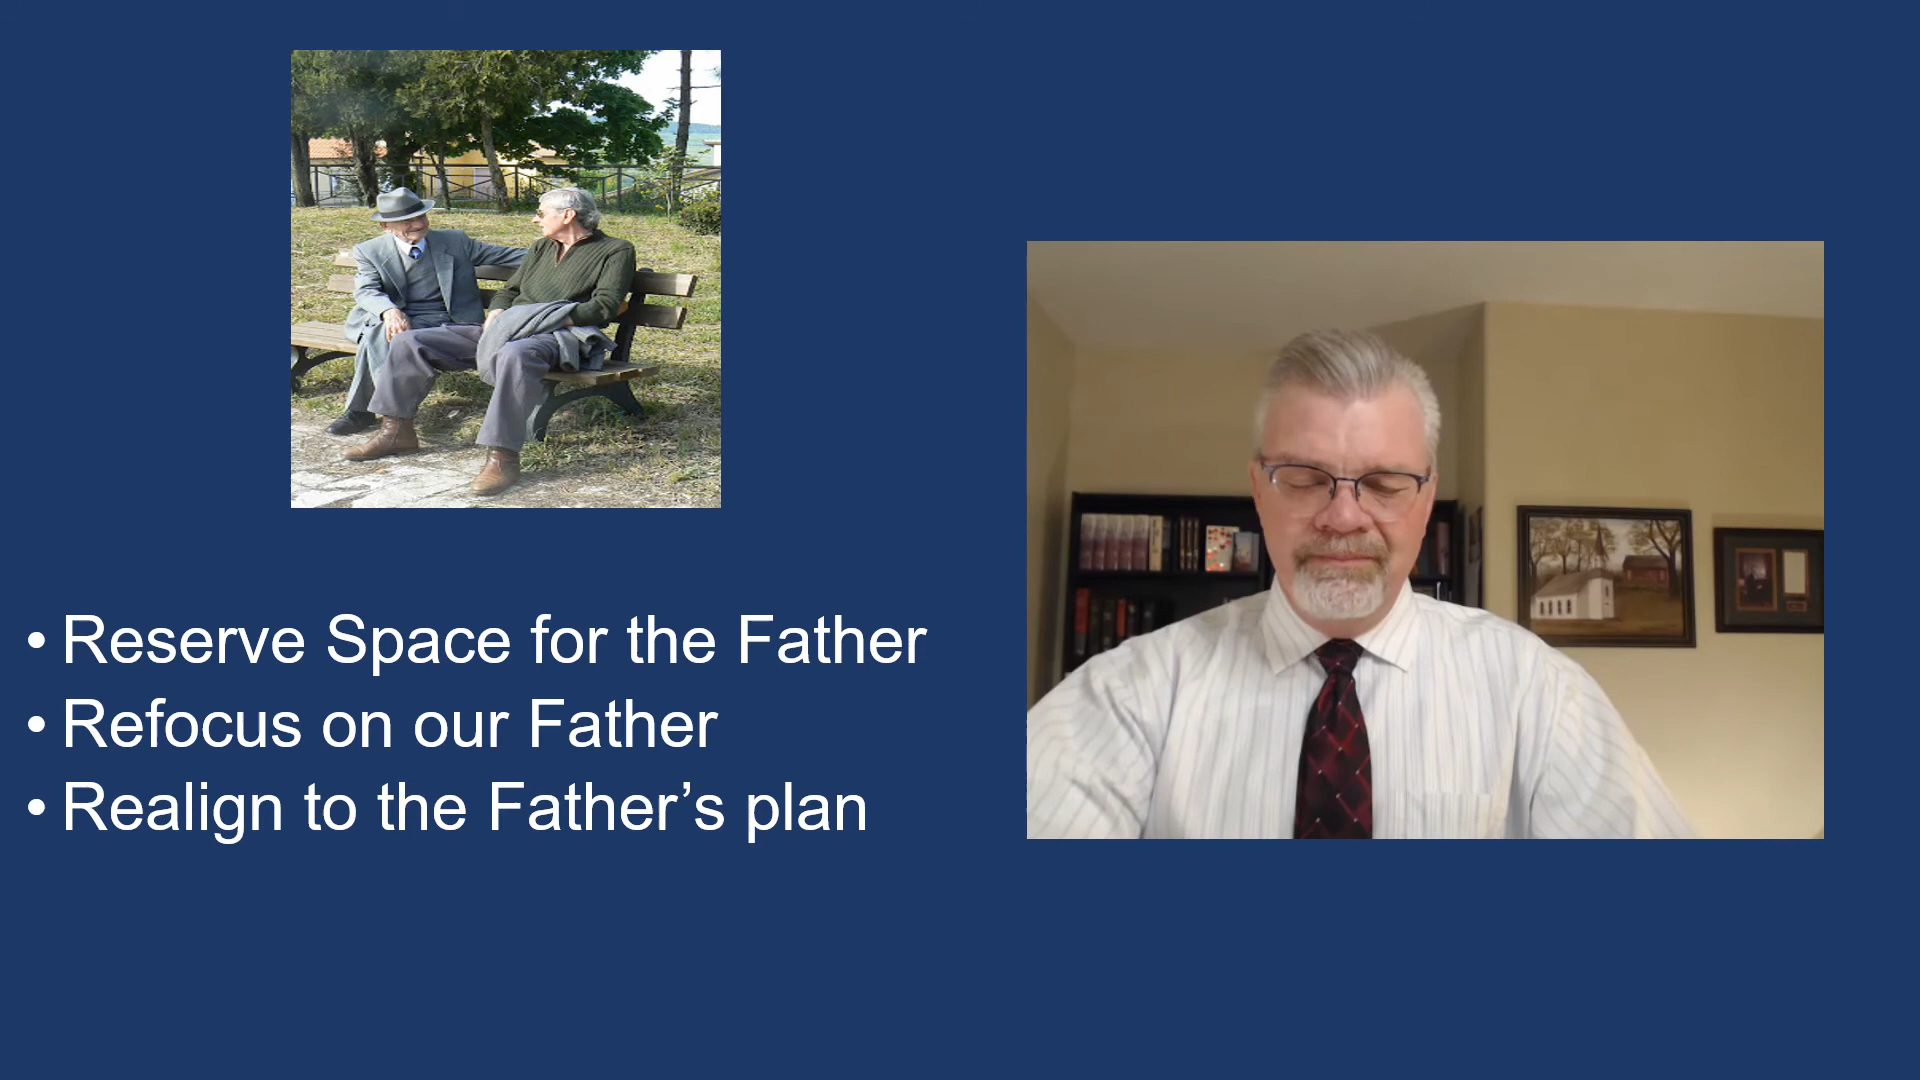 • Reserve Space for the Father
• Refocus on our Father
• Realign to the Father’s plan